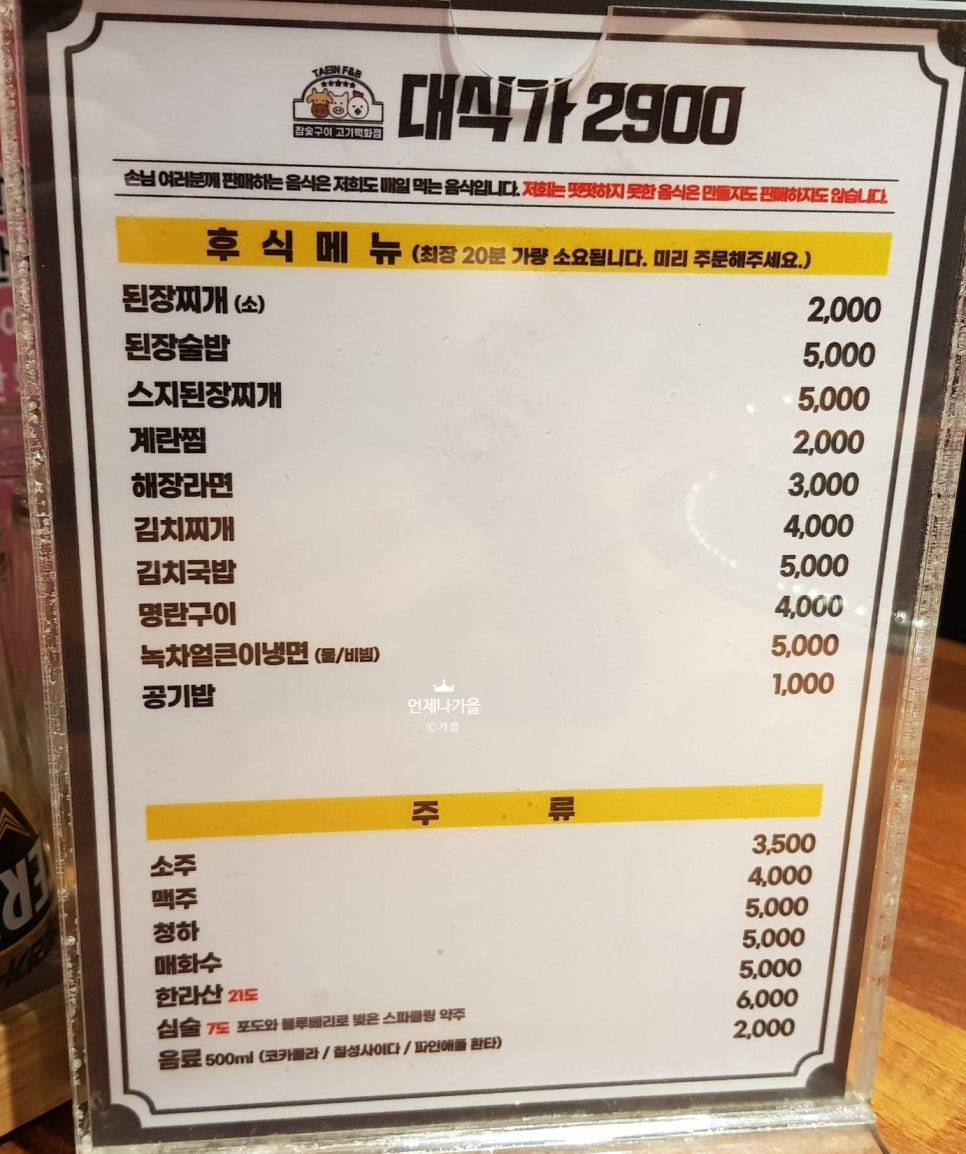 TAEIN F&B
참숯구이 고기백화점
대식가 2900
손님 여러분께 판매하는 음식은 저희도 매일 먹는 음식입니다. 저희는 떳떳하지 못한 음식은 만들지도 판매하지도 않습니다.
후식메뉴 (최장 20분 가량 소요됩니다. 미리 주문해주세요.)
된장찌개 (소) 2,000
된장술밥 5,000
스지된장찌개 5,000
계란찜 2,000
해장라면 3,000
김치찌개 4,000
김치국밥 5,000
명란구이 4,000
녹차얼큰이냉면 (물/비빔) 5,000
공기밥 1,000
언제나가을
ⓒ가을
주류
소주 3,500
맥주 4,000
청하 5,000
매화수 5,000
한라산 21도 5,000
심술 7도 포도와 블루베리로 빚은 스파클링 약주 6,000
음료 500ml (코카콜라 / 칠성사이다 / 파인애플 환타) 2,000